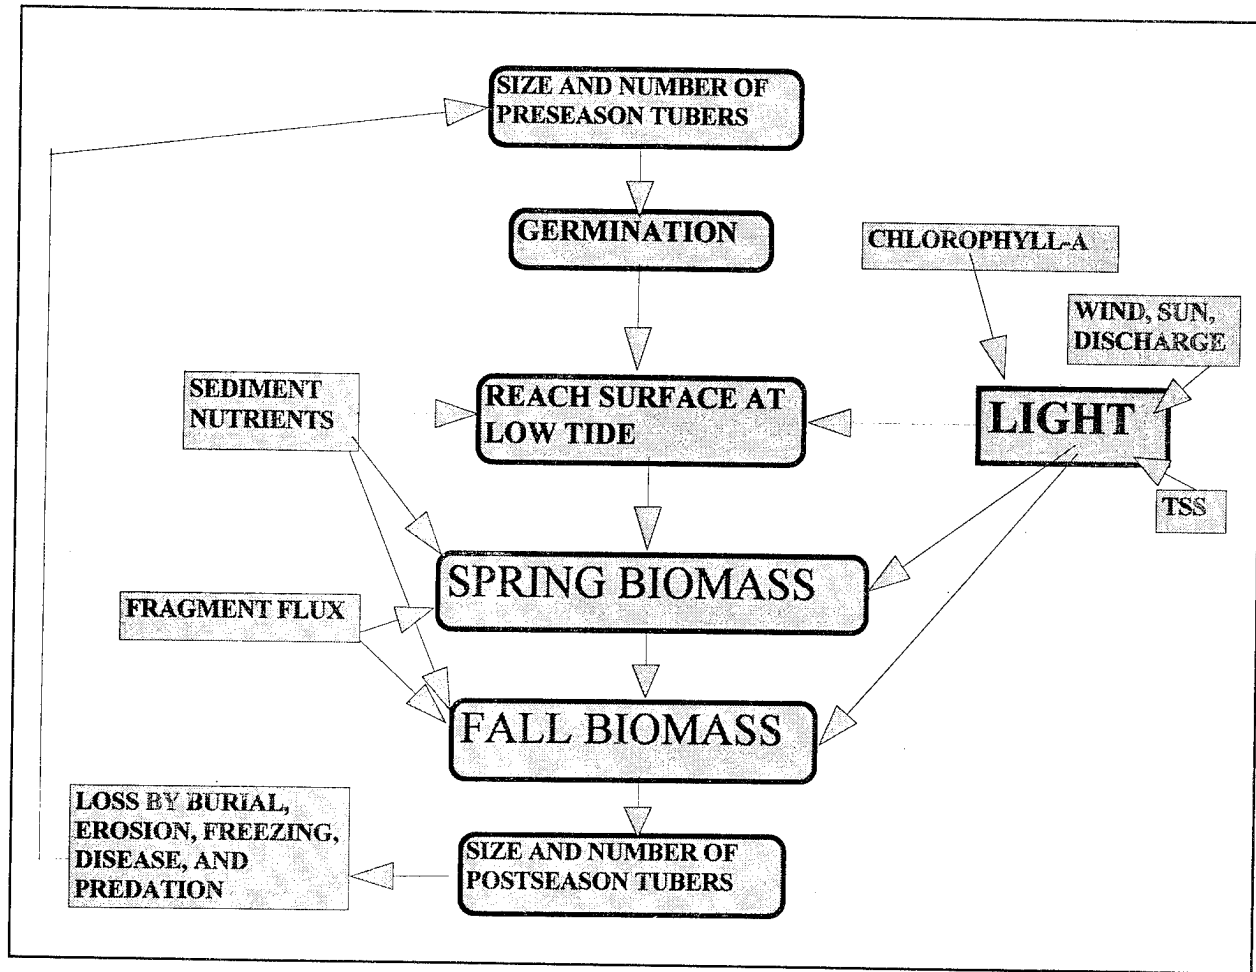 SIZE AND NUMBER OF
PRESEASON TUBERS
GERMINATION
CHLOROPHYLL-A
WIND, SUN,
DISCHARGE
SEDIMENT
NUTRIENTS
REACH SURFACE AT
LOW TIDE
LIGHT
TSS
SPRING BIOMASS
FRAGMENT FLUX
FALL BIOMASS
LOSS BY BURIAL,
EROSION, FREEZING,
DISEASE, AND
PREDATION
SIZE AND NUMBER OF
POSTSEASON TUBERS